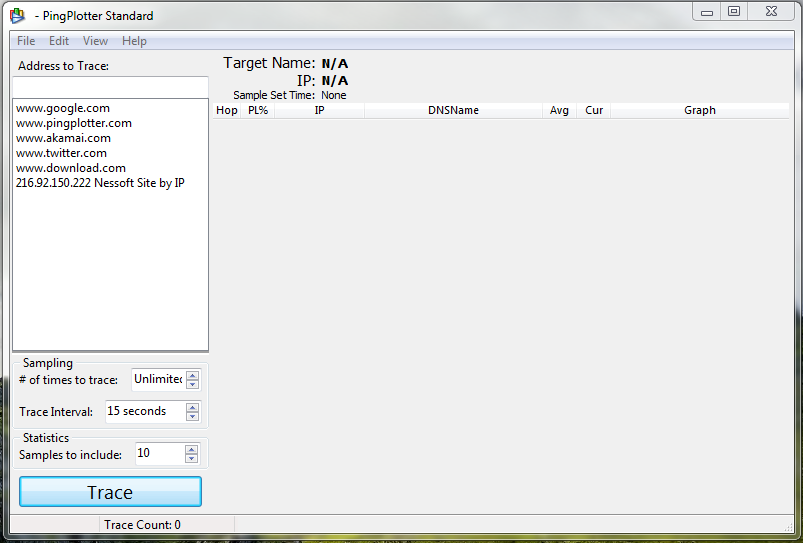 - PingPlotter Standard
File Edit View Help
Address to Trace:
www.google.com
www.pingplotter.com
www.akamai.com
www.twitter.com
www.download.com
216.92.150.222 Nessoft Site by IP
Sampling
# of times to trace: Unlimited
Trace Interval: 15 seconds
Statistics
Samples to include: 10
Trace
Target Name: N/A
IP: N/A
Sample Set Time: None
Hop PL% IP DNSName Avg Cur Graph
Trace Count: 0